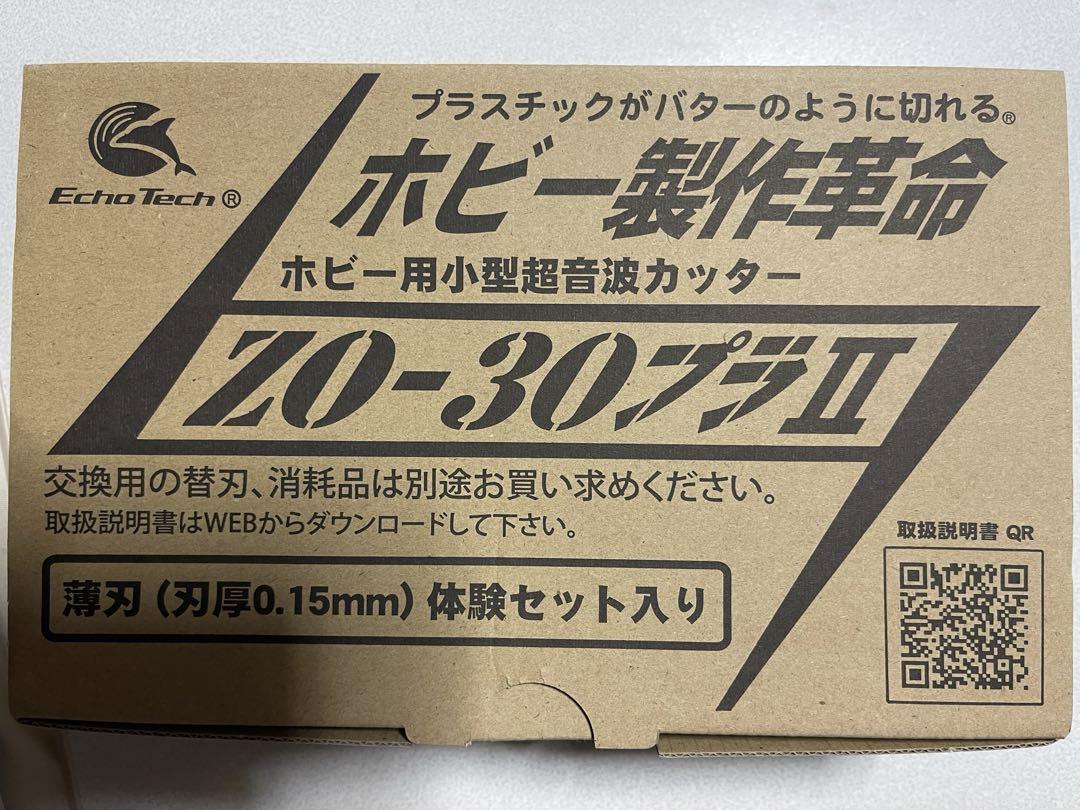 プラスチックがバターのように切れる®
Echo Tech ®
ホビー製作革命
ホビー用小型超音波カッター
ZO-30プラⅡ
交換用の替刃、消耗品は別途お買い求めください。
取扱説明書はWEBからダウンロードして下さい。
取扱説明書 QR
薄刃(刃厚0.15mm)体験セット入り